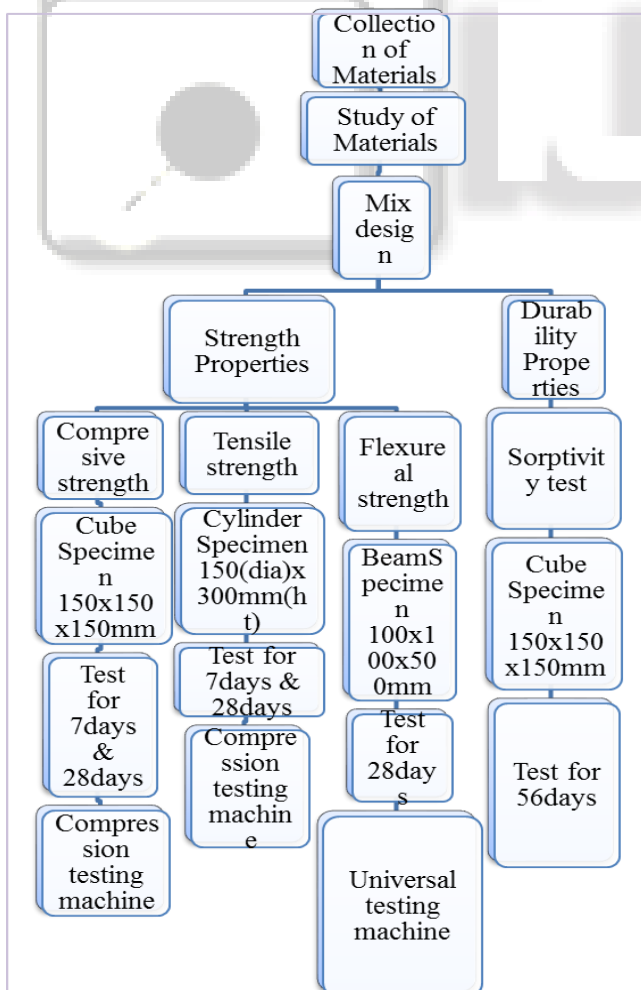 Collectio
n of
Materials
Study of
Materials
Mix
desig
n
Strength
Properties
Durab
ility
Prope
rties
Compre
sive
strength
Tensile
strength
Flexure
al
strength
Sorptivit
y test
Cube
Specime
n
150x150
x150mm
Cylinder
Specimen
150(dia)x
300mm(h
t)
BeamS
pecime
n
100x1
00x50
0mm
Cube
Specime
n
150x150
x150mm
Test
for
7days
&
28days
Test for
7days &
28days
Test
for
28day
s
Test for
56days
Compres
sion
testing
machine
Compre
ssion
testing
machin
e
Universal
testing
machine